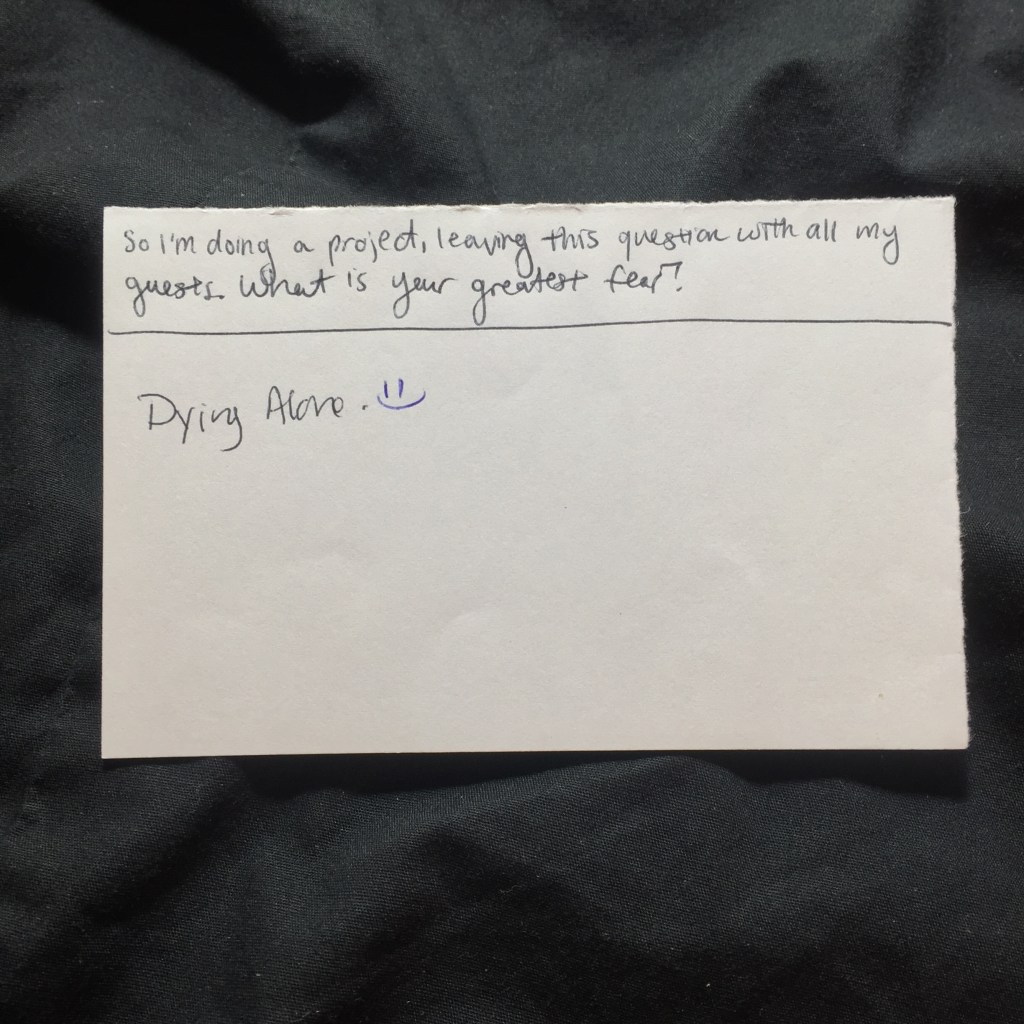 So i'm doing a project, leaving this question with all my
guests. What is your greatest fear?
Dying Alone.